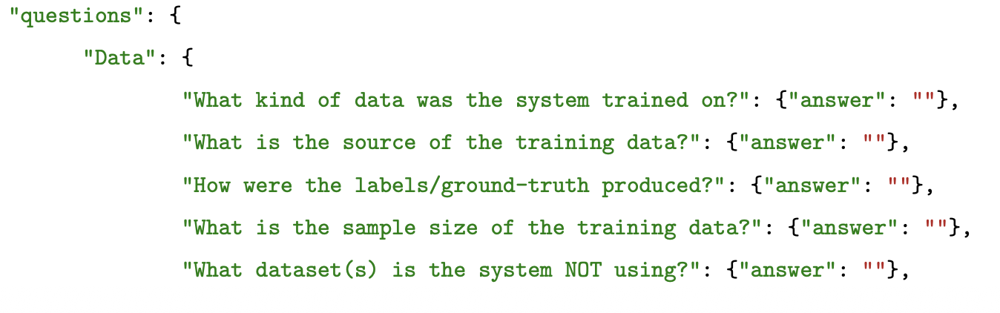 "questions": {
"Data": {
"What kind of data was the system trained on?": {"answer": ""},
"What is the source of the training data?": {"answer": ""},
"How were the labels/ground-truth produced?": {"answer": ""},
"What is the sample size of the training data?": {"answer": ""},
"What dataset(s) is the system NOT using?": {"answer": ""},